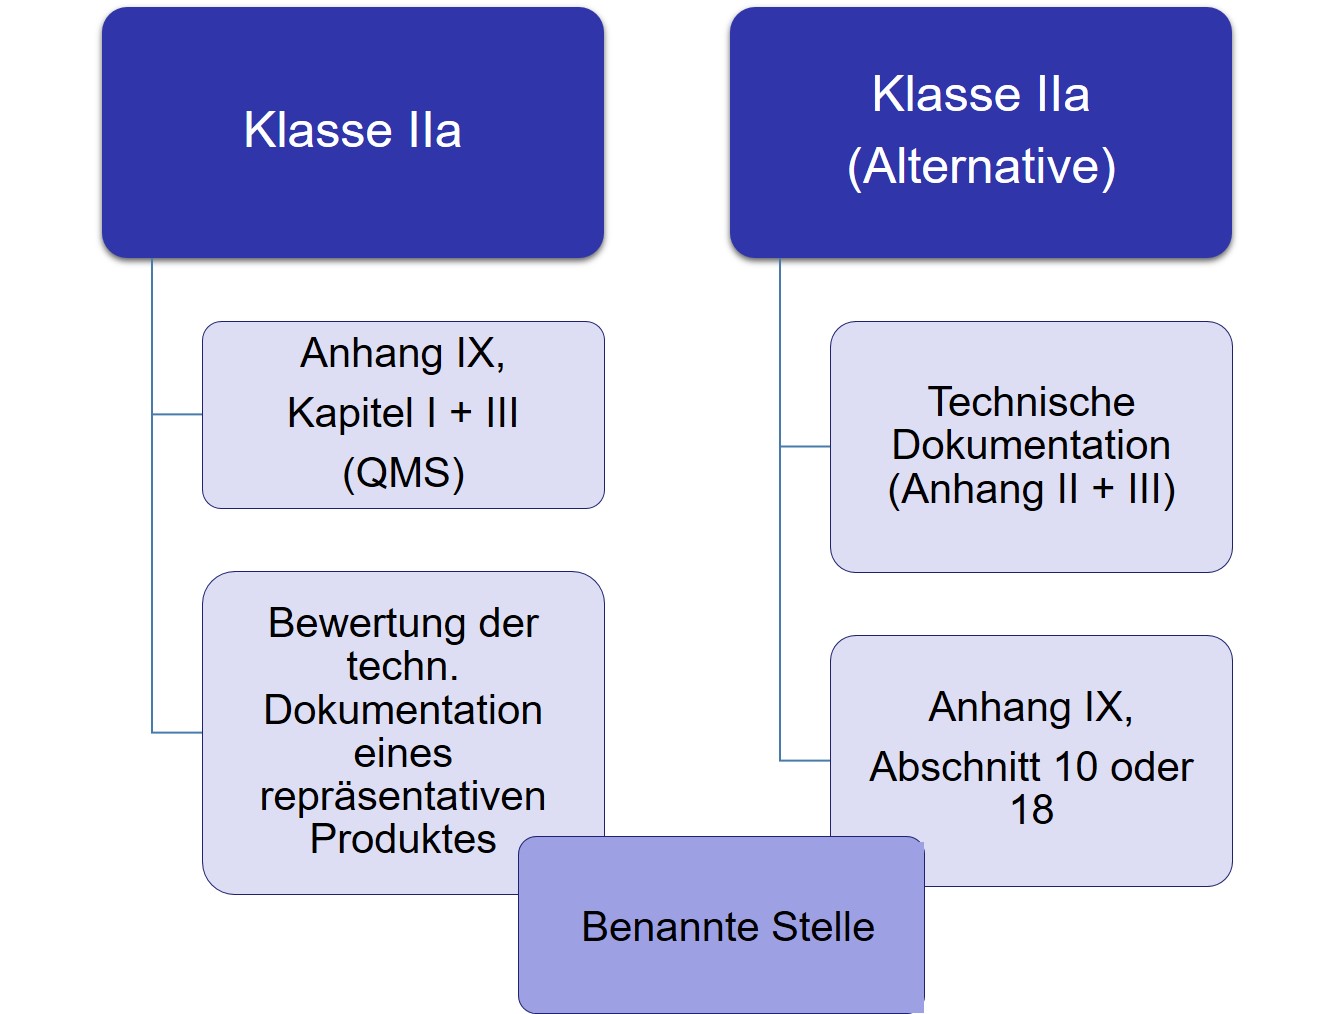 Klasse IIa
Anhang IX,
Kapitel I + III
(QMS)
Bewertung der
techn.
Dokumentation
eines
repräsentativen
Produktes
Klasse IIa
(Alternative)
Technische
Dokumentation
(Anhang II + III)
Anhang IX,
Abschnitt 10 oder
18
Benannte Stelle